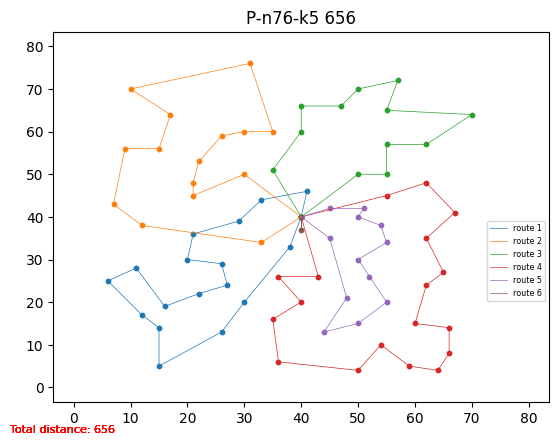 P-n76-k5 656
80
70
60
50
40
30
20
10
0
route 1
route 2
route 3
route 4
route 5
route 6
0 10 20 30 40 50 60 70 80
Total distance: 656